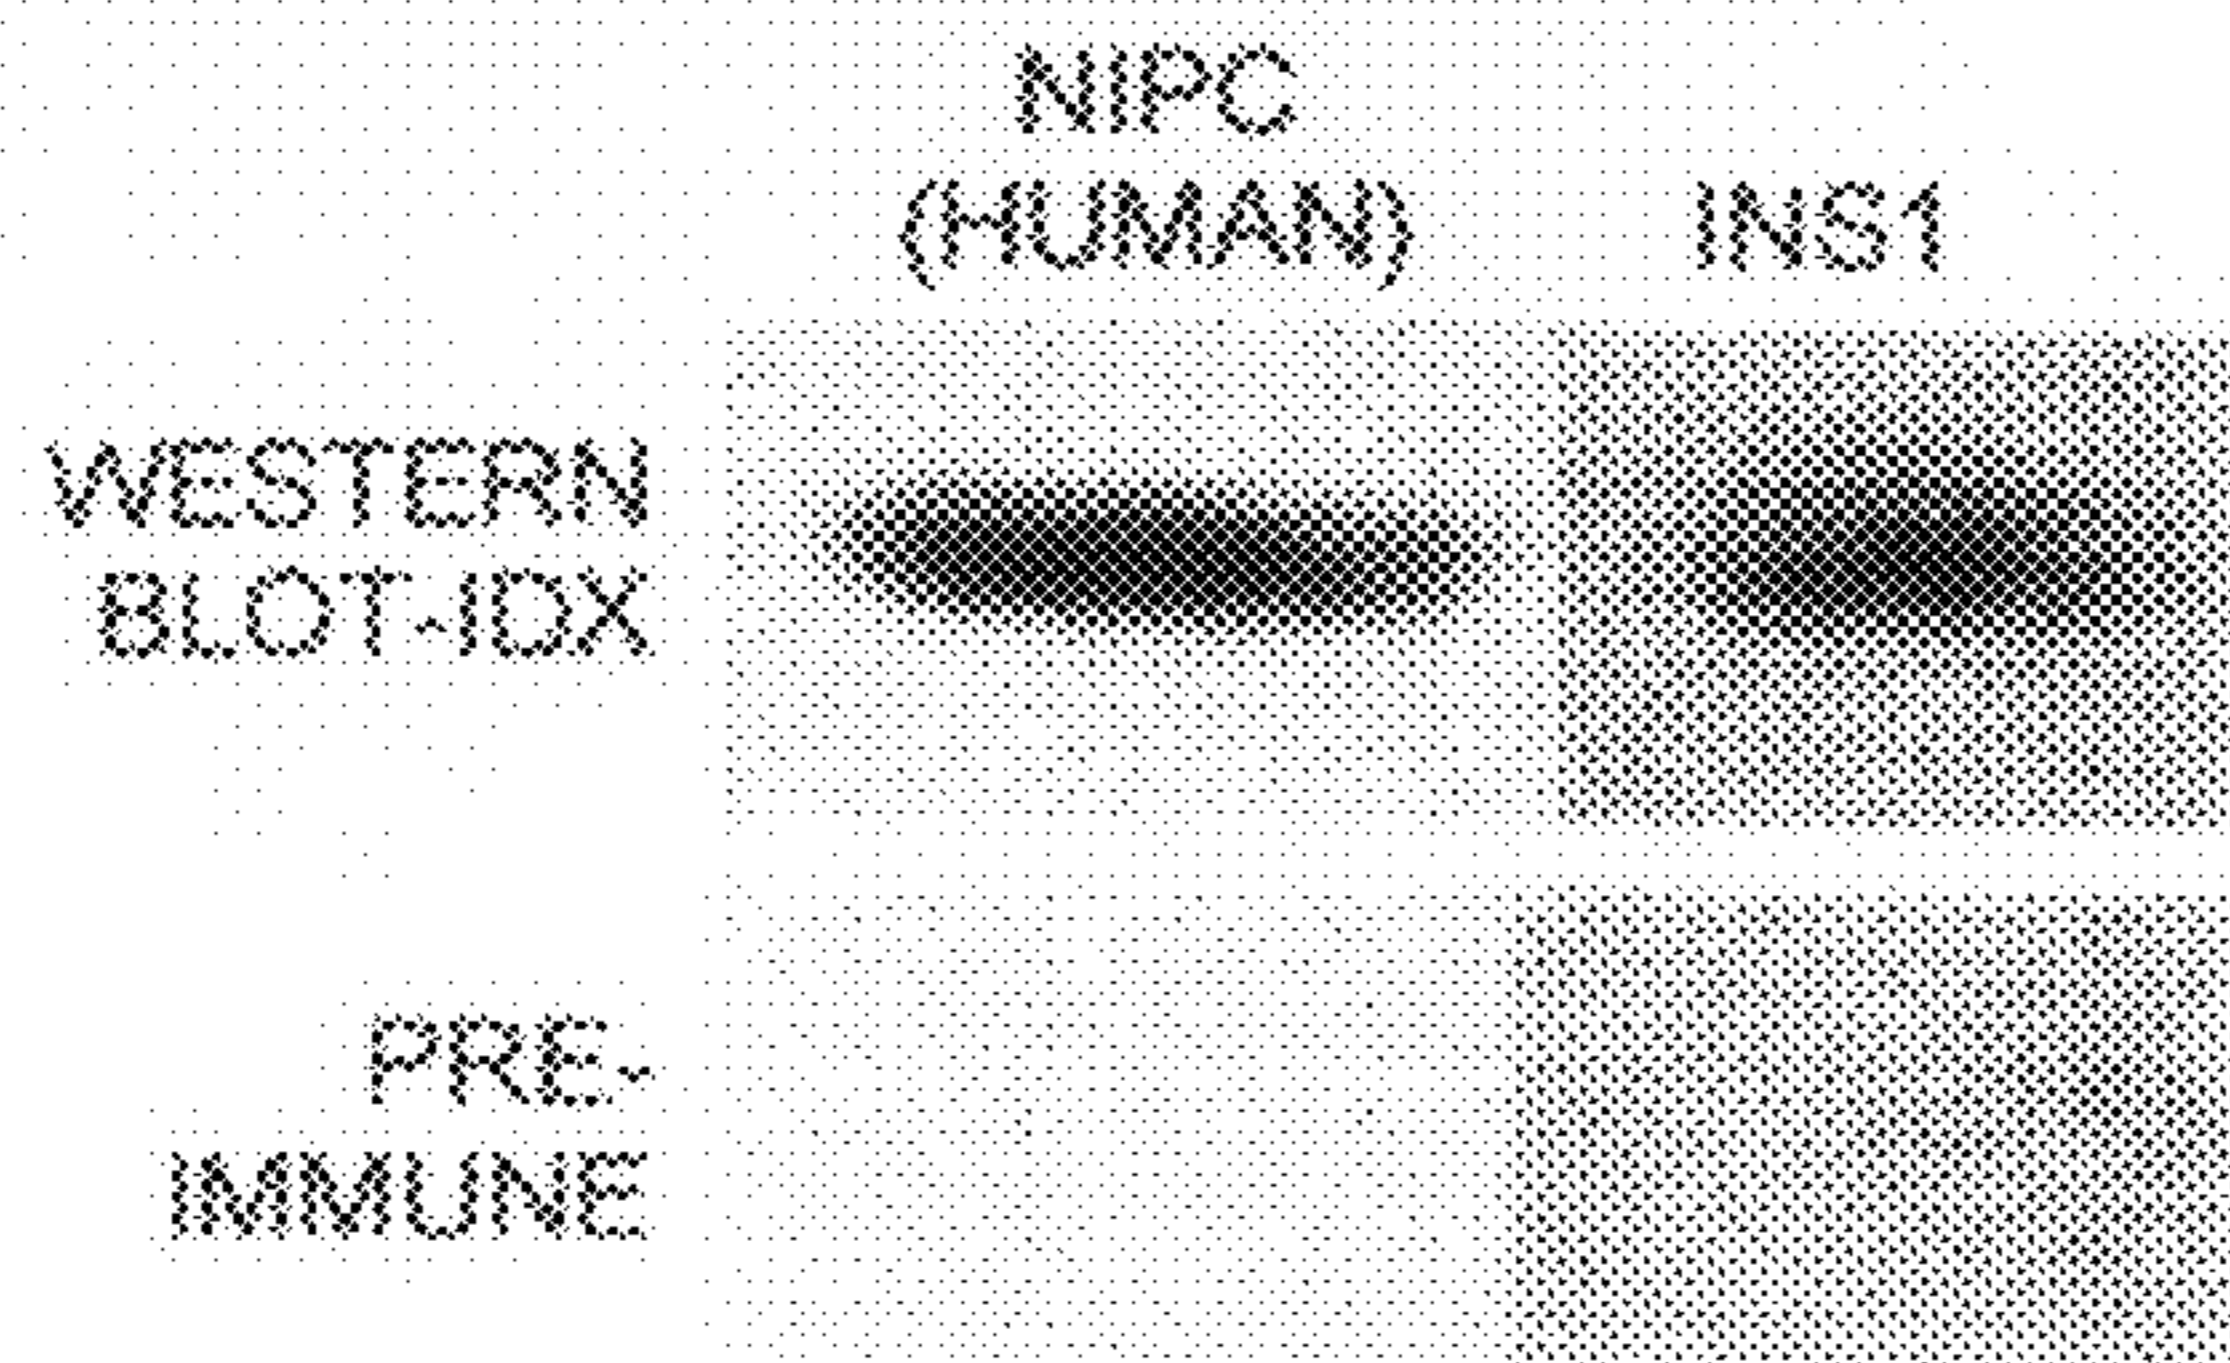 NIPC
(HUMAN)
INS1
WESTERN
BLOT-IDX
PRE-
IMMUNE